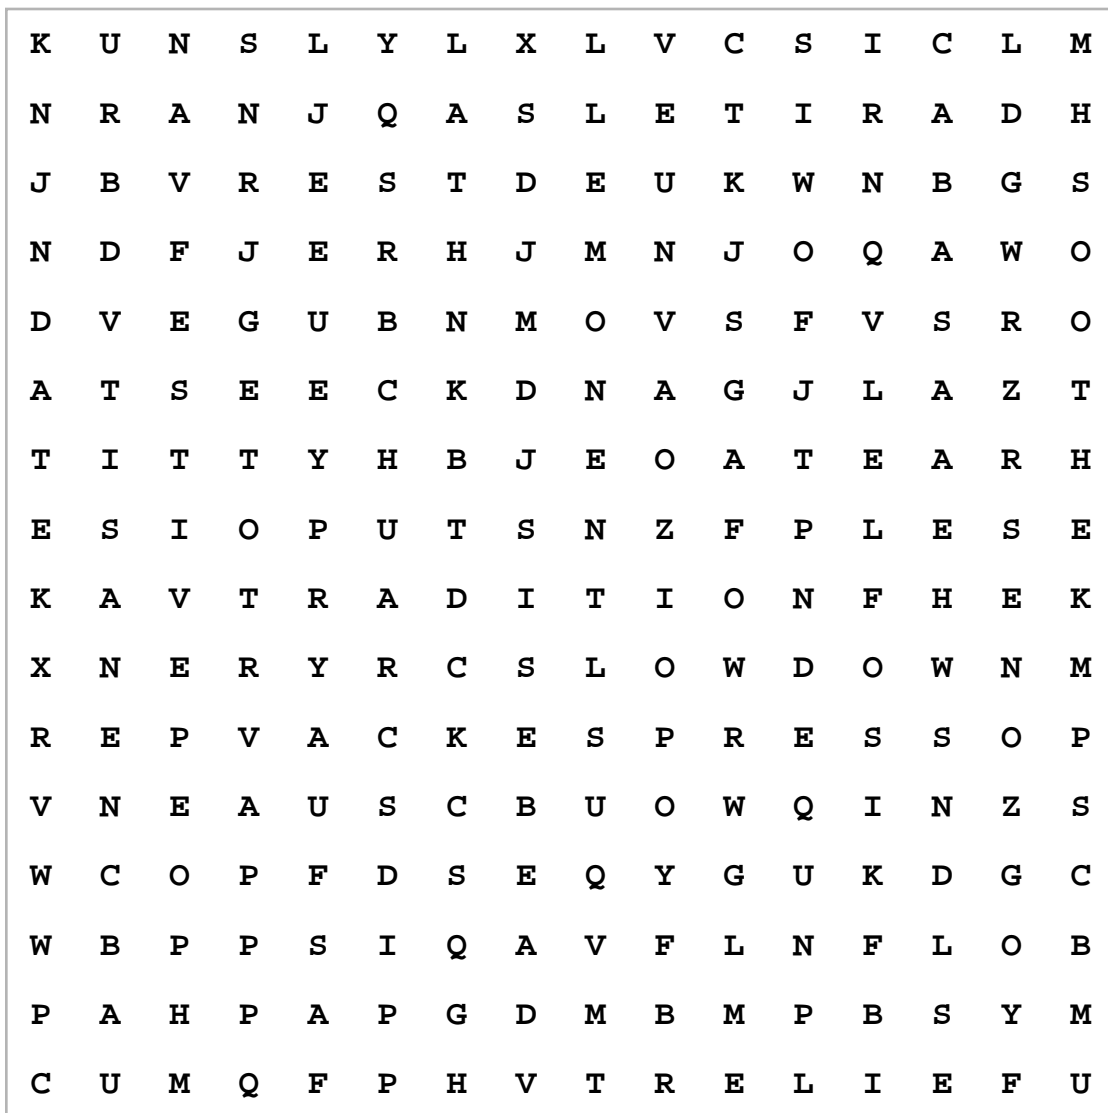 K U N S L Y L X L V C S I C L M
N R A N J Q A S L E T I R A D H
J B V R E S T D E U K W N B G S
N D F J E R H J M N J O Q A W O
D V E G U B N M O V S F V S R O
A T S E E C K D N A G J L A Z T
T I T T Y H B J E O A T E A R H
E S I O P U T S N Z F P L E S E
K A V T R A D I T I O N F H E K
X N E R Y R C S L O W D O W N M
R E P V A C K E S P R E S S O P
V N E A U S C B U O W Q I N Z S
W C O P F D S E Q Y G U K D G C
W B P P S I Q A V F L N F L O B
P A H P A P G D M B M P B S Y M
C U M Q F P H V T R E L I E F U